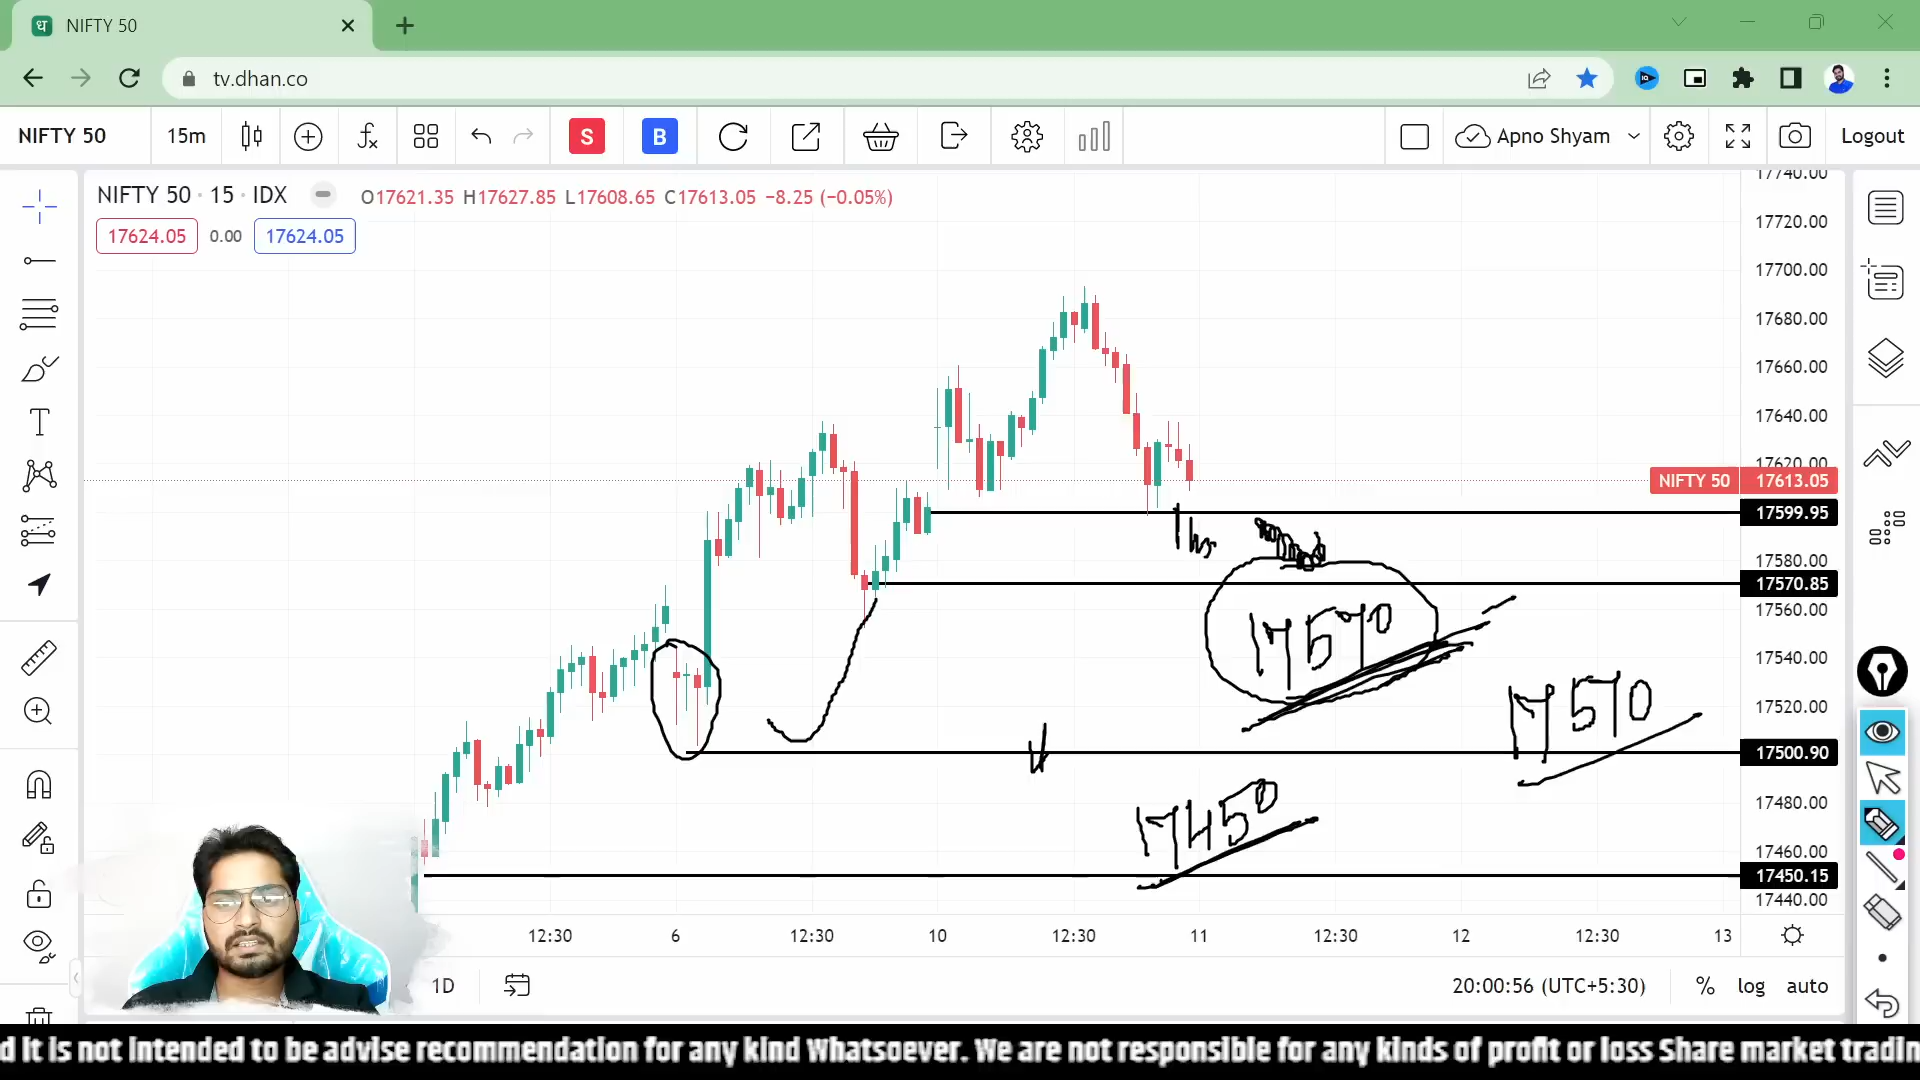 NIFTY 50
tv.dhan.co
NIFTY 50 15m S B Apno Shyam Logout
NIFTY 50 · 15 · IDX O17621.35 H17627.85 L17608.65 C17613.05 −8.25 (−0.05%)
17624.05 0.00 17624.05
17740.00
17720.00
17700.00
17680.00
17660.00
17640.00
17620.00
NIFTY 50 17613.05
17599.95
1 hr
17580.00
17570.85
17560.00
17570
17540.00
17520.00
17570
17500.90
17480.00
17450
17460.00
17450.15
17440.00
12:30 6 12:30 10 12:30 11 12:30 12 12:30 13
1D 20:00:56 (UTC+5:30) % log auto
d it is not intended to be advise recommendation for any kind Whatsoever. We are not responsible for any kinds of profit or loss Share market tradin